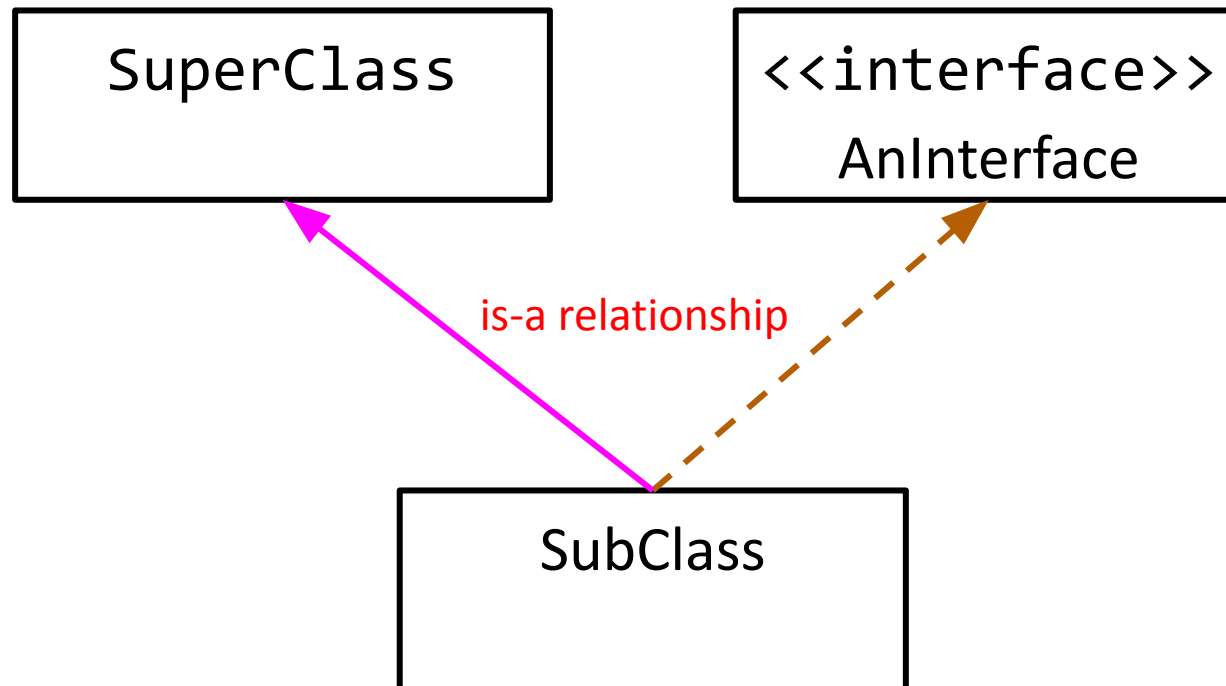 SuperClass
<<interface>>
AnInterface
is-a relationship
SubClass